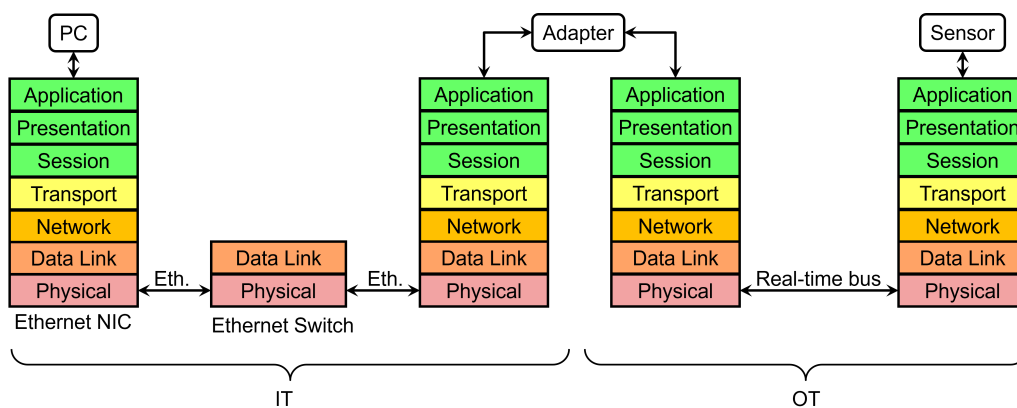 PC
Adapter
Sensor
Application
Presentation
Session
Transport
Network
Data Link
Physical
Ethernet NIC
Eth.
Data Link
Physical
Ethernet Switch
Eth.
Application
Presentation
Session
Transport
Network
Data Link
Physical
Application
Presentation
Session
Transport
Network
Data Link
Physical
Real-time bus
Application
Presentation
Session
Transport
Network
Data Link
Physical
IT
OT